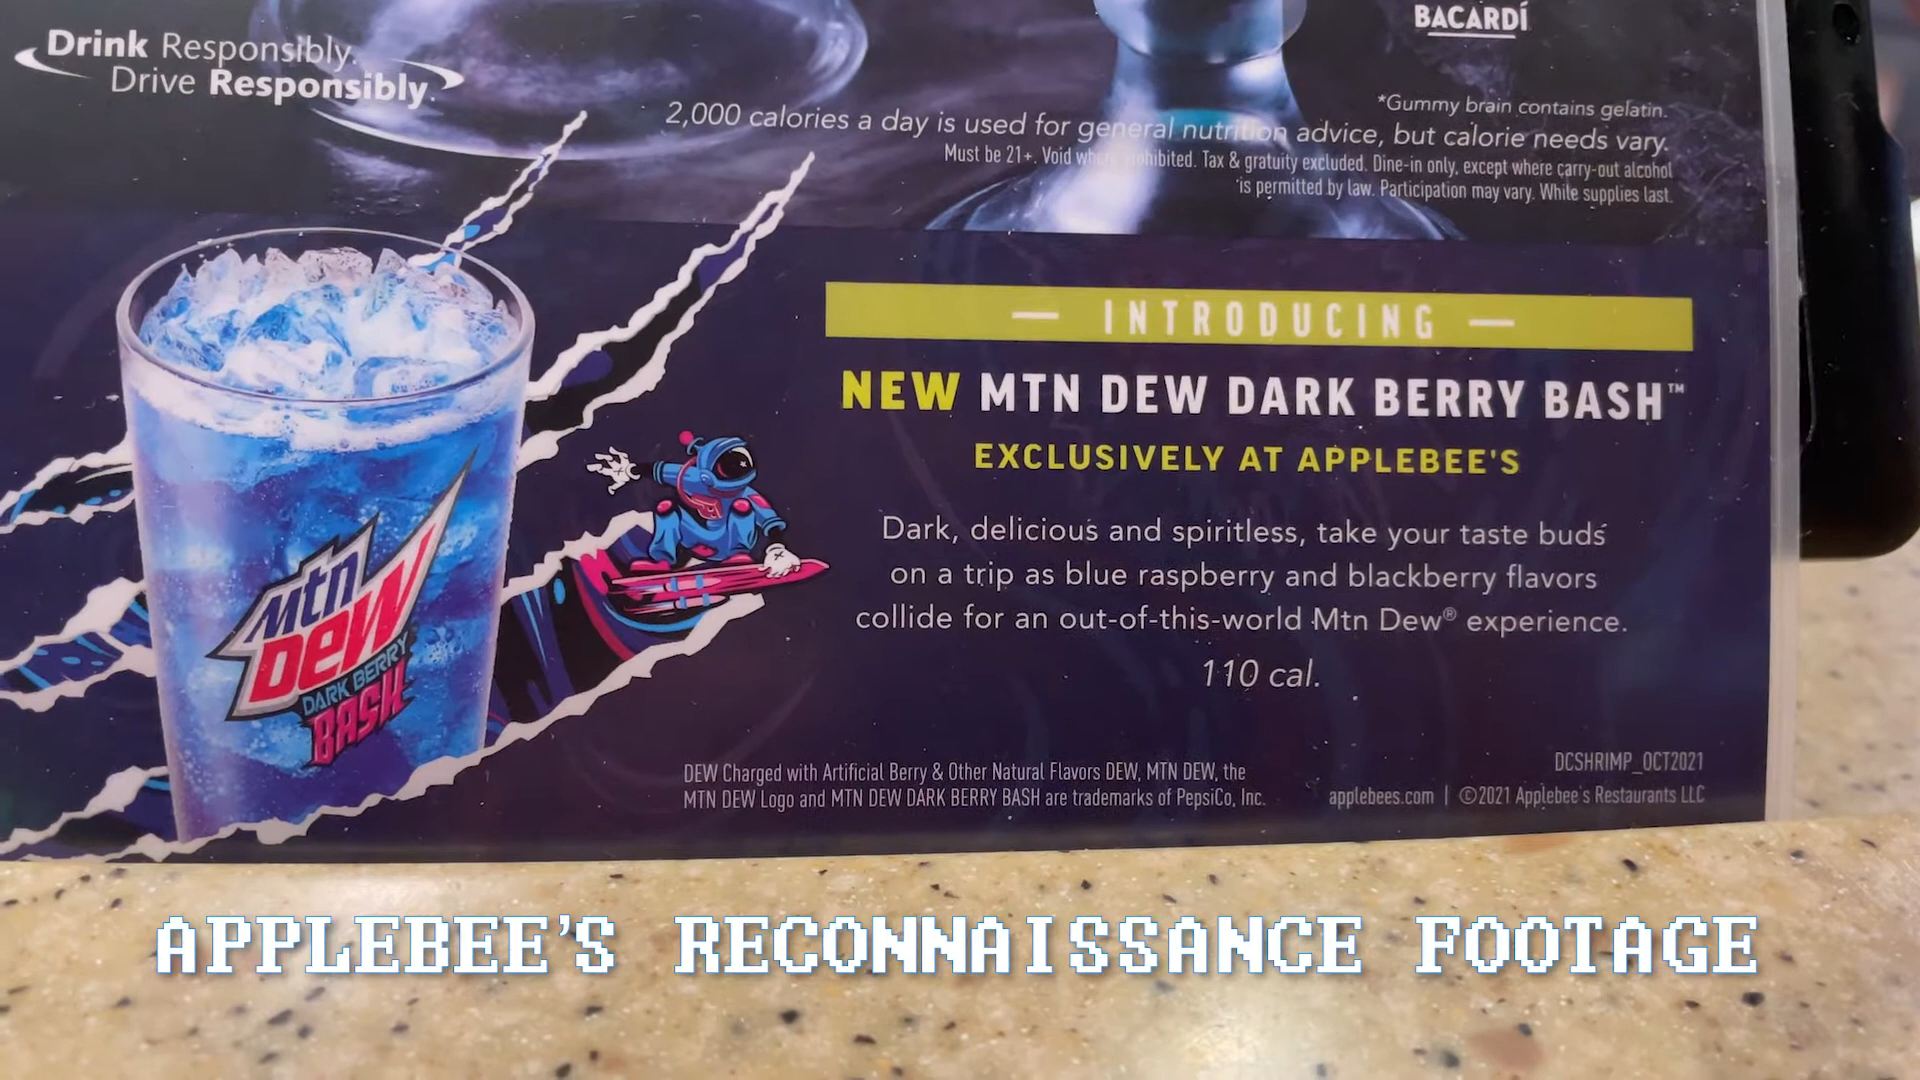 BACARDÍ
Drink Responsibly.
Drive Responsibly.
*Gummy brain contains gelatin.
2,000 calories a day is used for general nutrition advice, but calorie needs vary.
Must be 21+. Void where prohibited. Tax & gratuity excluded. Dine-in only, except where carry-out alcohol
is permitted by law. Participation may vary. While supplies last.
— INTRODUCING —
NEW MTN DEW DARK BERRY BASH™
EXCLUSIVELY AT APPLEBEE'S
Dark, delicious and spiritless, take your taste buds
on a trip as blue raspberry and blackberry flavors
collide for an out-of-this-world Mtn Dew® experience.
110 cal.
mtn
DEW
DARK BERRY
BASH
DEW Charged with Artificial Berry & Other Natural Flavors DEW, MTN DEW, the
MTN DEW Logo and MTN DEW DARK BERRY BASH are trademarks of PepsiCo, Inc.
DCSHRIMP_OCT2021
applebees.com | ©2021 Applebee's Restaurants LLC
APPLEBEE'S RECONNAISSANCE FOOTAGE